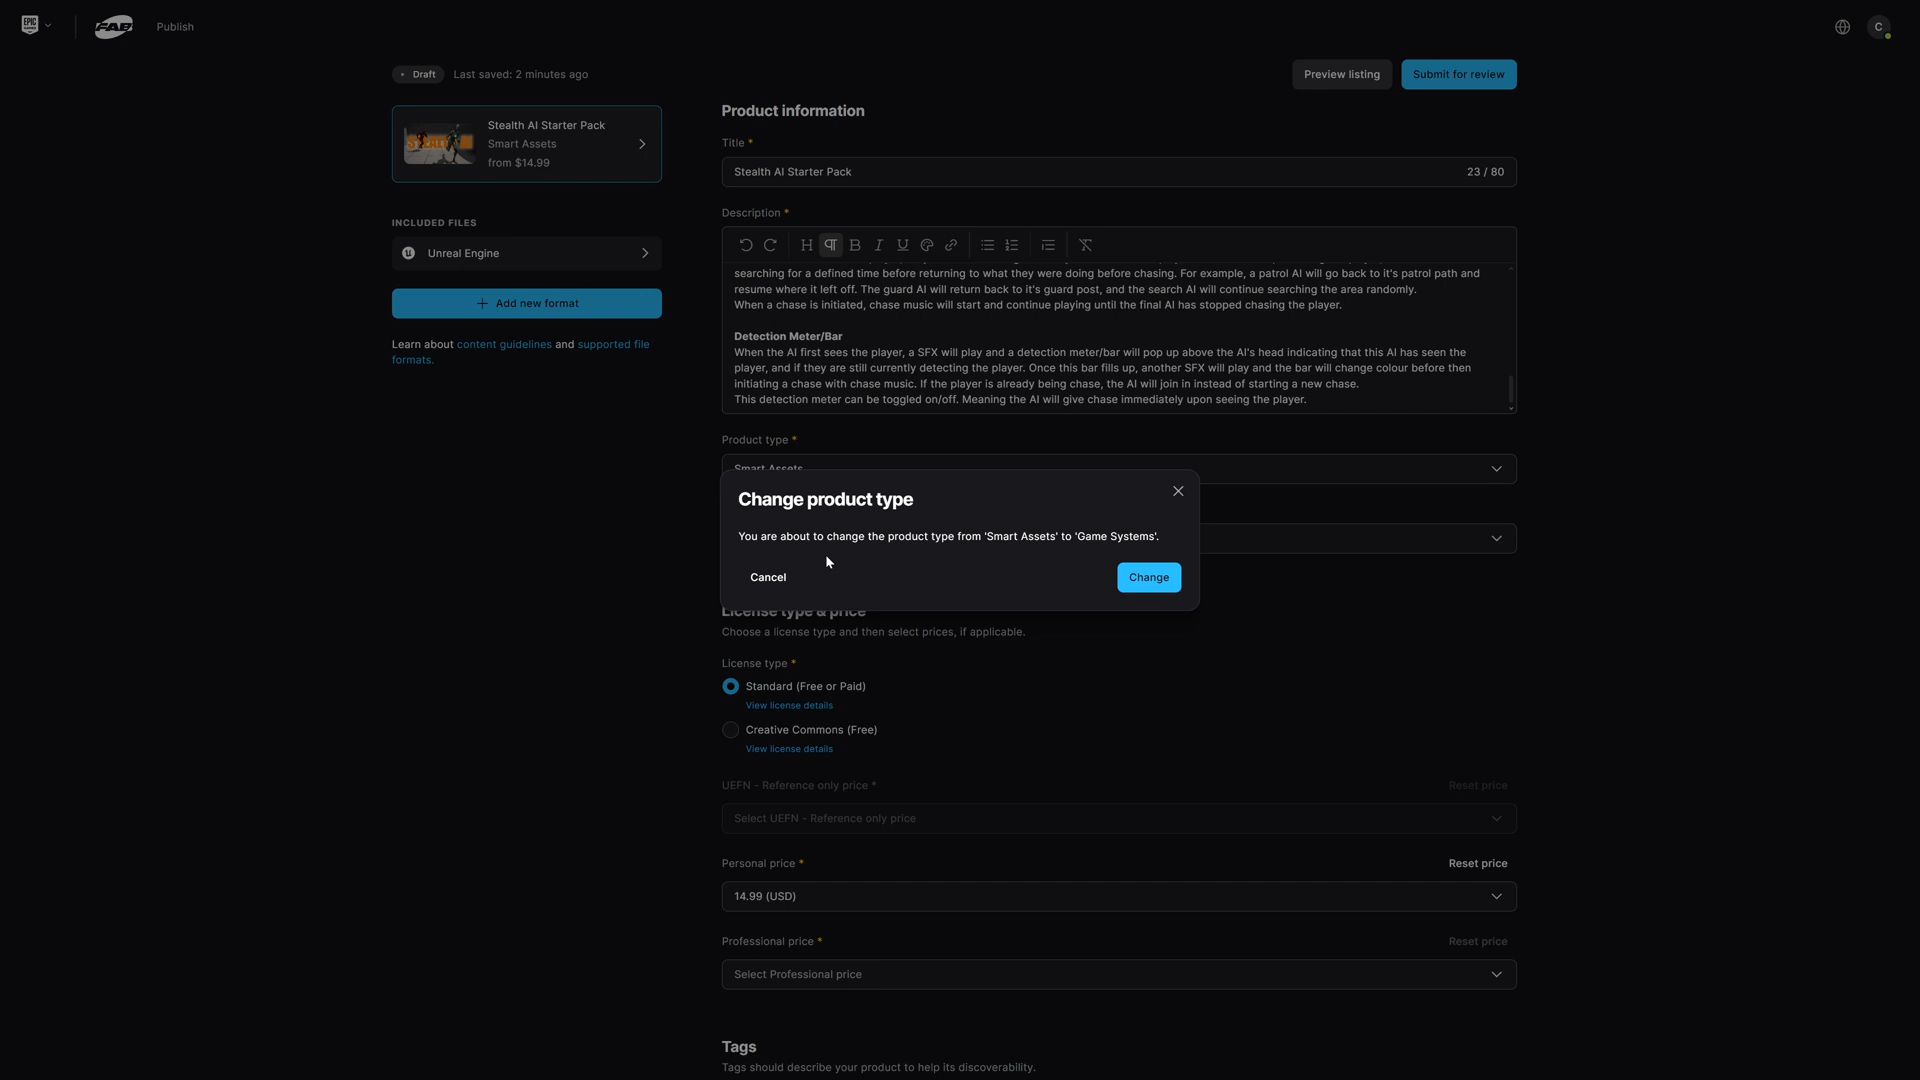 EPIC
FAB
Publish
C
Draft
Last saved: 2 minutes ago
Preview listing
Submit for review
STEALTH AI
Stealth AI Starter Pack
Smart Assets
from $14.99
INCLUDED FILES
Unreal Engine
Add new format
Learn about content guidelines and supported file
formats.
Product information
Title *
Stealth AI Starter Pack
23 / 80
Description *
searching for a defined time before returning to what they were doing before chasing. For example, a patrol AI will go back to it's patrol path and
resume where it left off. The guard AI will return back to it's guard post, and the search AI will continue searching the area randomly.
When a chase is initiated, chase music will start and continue playing until the final AI has stopped chasing the player.
Detection Meter/Bar
When the AI first sees the player, a SFX will play and a detection meter/bar will pop up above the AI's head indicating that this AI has seen the
player, and if they are still currently detecting the player. Once this bar fills up, another SFX will play and the bar will change colour before then
initiating a chase with chase music. If the player is already being chase, the AI will join in instead of starting a new chase.
This detection meter can be toggled on/off. Meaning the AI will give chase immediately upon seeing the player.
Product type *
Smart Assets
Change product type
You are about to change the product type from 'Smart Assets' to 'Game Systems'.
Cancel
Change
License type & price
Choose a license type and then select prices, if applicable.
License type *
Standard (Free or Paid)
View license details
Creative Commons (Free)
View license details
UEFN - Reference only price *
Reset price
Select UEFN - Reference only price
Personal price *
Reset price
14.99 (USD)
Professional price *
Reset price
Select Professional price
Tags
Tags should describe your product to help its discoverability.